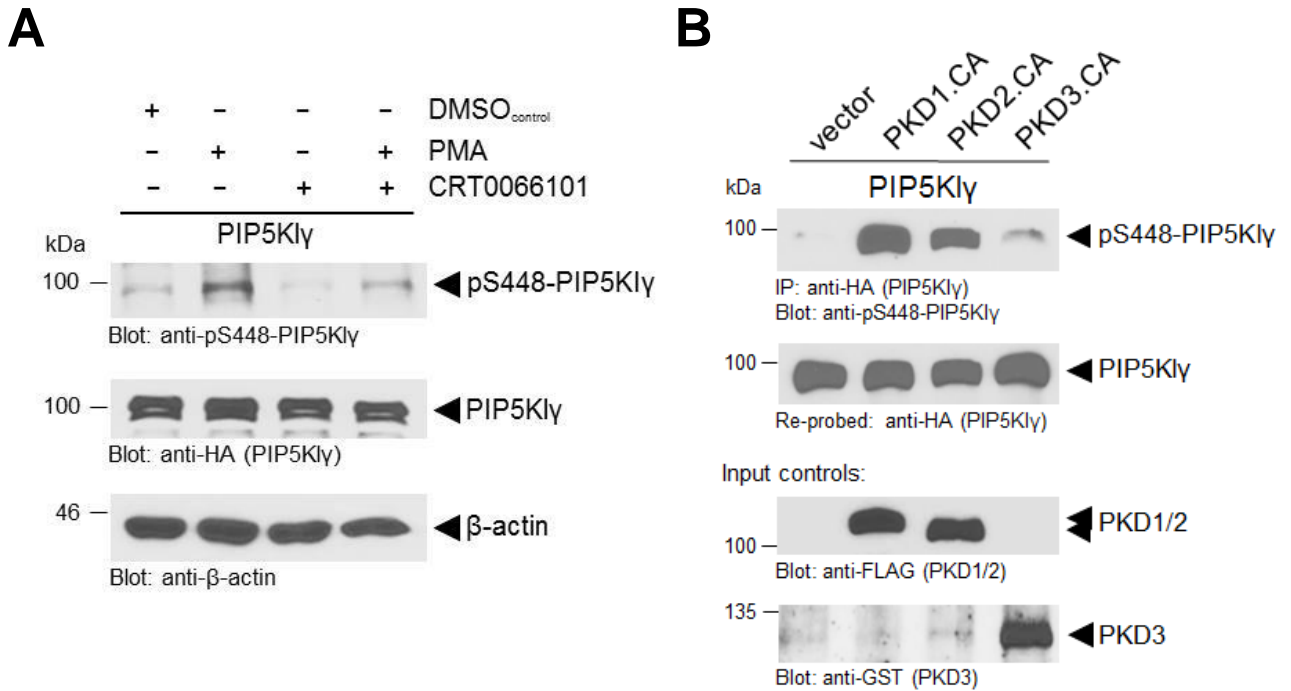 A
+ – – – DMSOcontrol
– + – + PMA
– – + + CRT0066101
PIP5KIγ
kDa
100 pS448-PIP5KIγ
Blot: anti-pS448-PIP5KIγ
100 PIP5KIγ
Blot: anti-HA (PIP5KIγ)
46 β-actin
Blot: anti-β-actin
B
vector PKD1.CA PKD2.CA PKD3.CA
kDa PIP5KIγ
100 pS448-PIP5KIγ
IP: anti-HA (PIP5KIγ)
Blot: anti-pS448-PIP5KIγ
100 PIP5KIγ
Re-probed: anti-HA (PIP5KIγ)
Input controls:
PKD1/2
100
Blot: anti-FLAG (PKD1/2)
135
PKD3
Blot: anti-GST (PKD3)